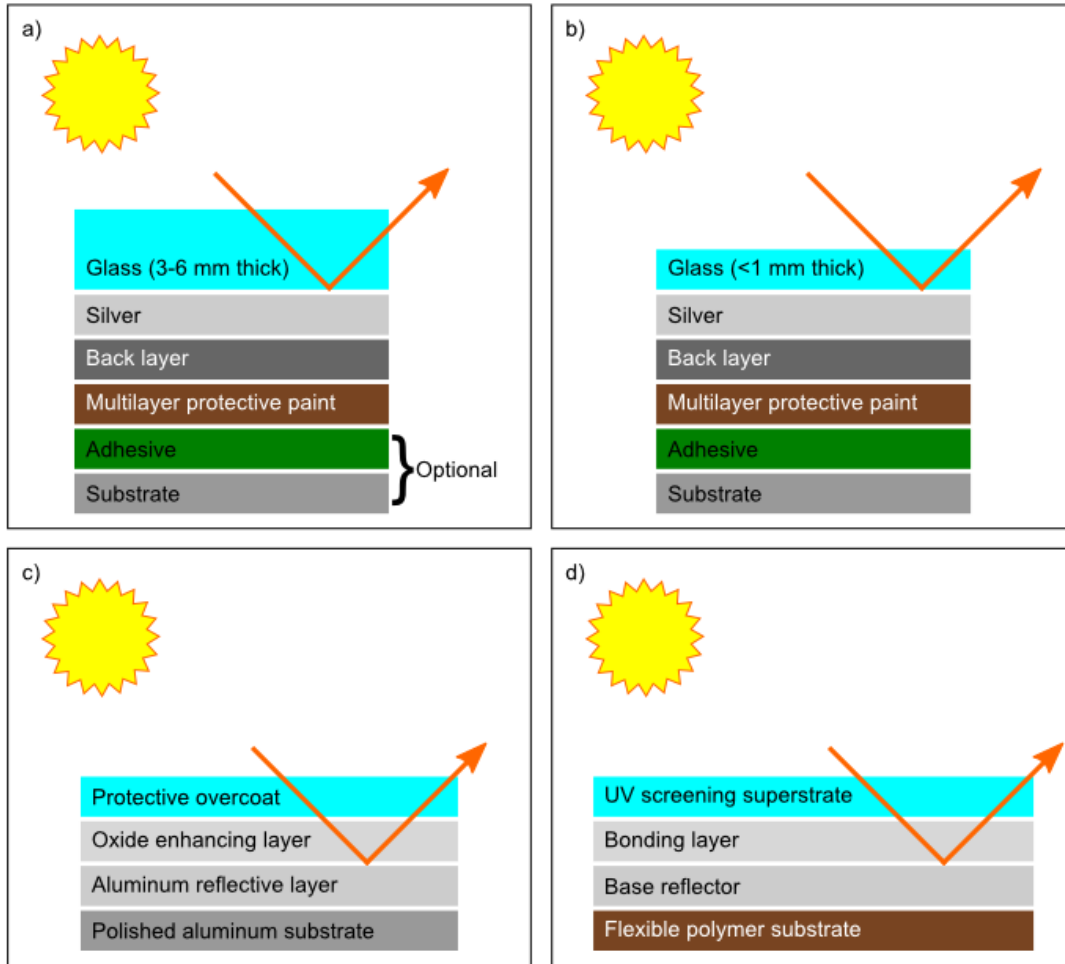 a)
Glass (3-6 mm thick)
Silver
Back layer
Multilayer protective paint
Adhesive
Substrate
Optional
b)
Glass (<1 mm thick)
Silver
Back layer
Multilayer protective paint
Adhesive
Substrate
c)
Protective overcoat
Oxide enhancing layer
Aluminum reflective layer
Polished aluminum substrate
d)
UV screening superstrate
Bonding layer
Base reflector
Flexible polymer substrate